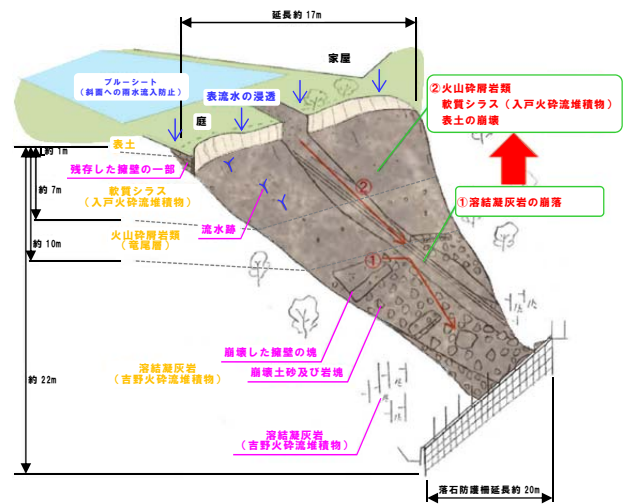 延長約17m
家屋
ブルーシート
(斜面への雨水流入防止)
表流水の浸透
庭
②火山砕屑岩類
軟質シラス(入戸火砕流堆積物)
表土の崩壊
表土
約1m
残存した擁壁の一部
約7m
軟質シラス
(入戸火砕流堆積物)
流水跡
②
①溶結凝灰岩の崩落
火山砕屑岩類
(竜尾層)
約10m
①
崩壊した擁壁の塊
崩壊土砂及び岩塊
溶結凝灰岩
(吉野火砕流堆積物)
約22m
溶結凝灰岩
(吉野火砕流堆積物)
落石防護柵延長約20m